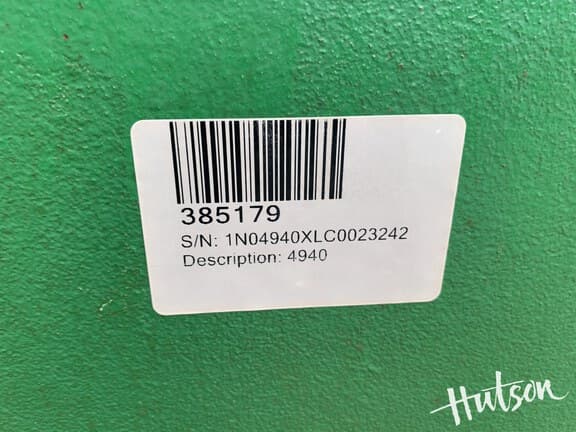 385179
S/N: 1N04940XLC0023242
Description: 4940
Hutson